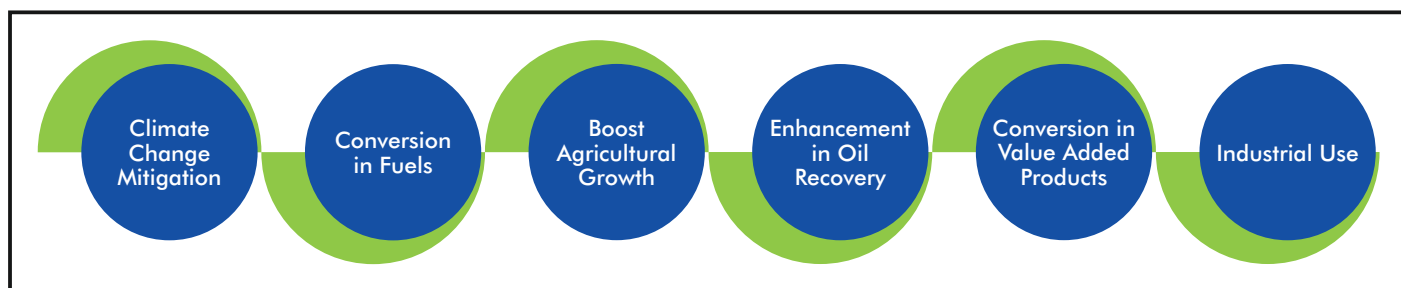 Climate
Change
Mitigation
Conversion
in Fuels
Boost
Agricultural
Growth
Enhancement
in Oil
Recovery
Conversion in
Value Added
Products
Industrial Use